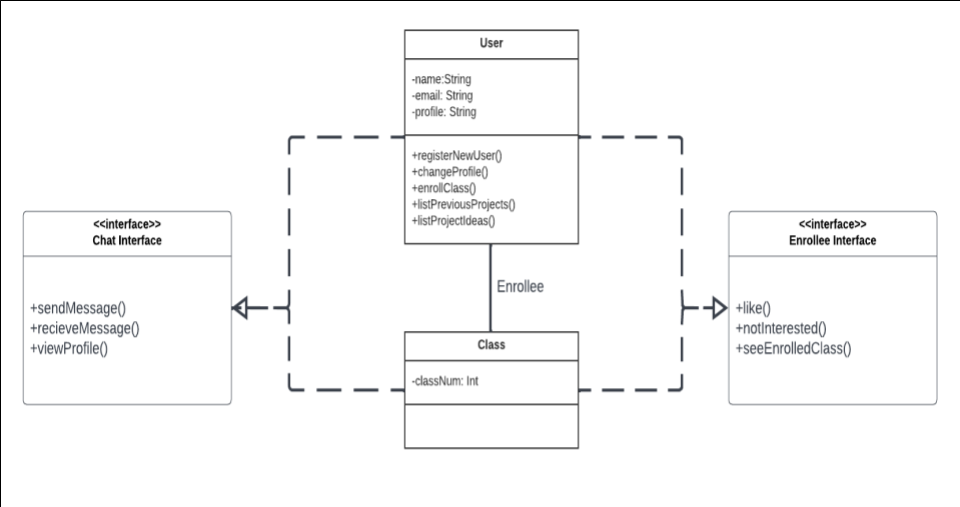 User
-name:String
-email: String
-profile: String
+registerNewUser()
+changeProfile()
+enrollClass()
+listPreviousProjects()
+listProjectIdeas()
<<interface>>
Chat Interface
+sendMessage()
+recieveMessage()
+viewProfile()
Enrollee
<<interface>>
Enrollee Interface
+like()
+notInterested()
+seeEnrolledClass()
Class
-classNum: Int